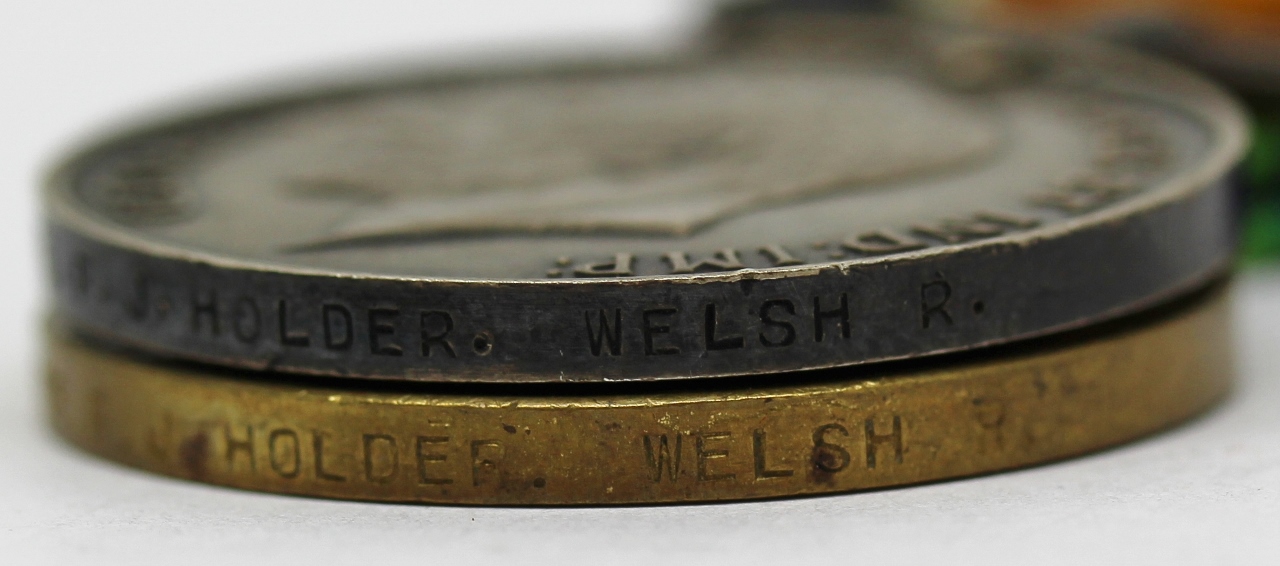 IND: IMP:
J. HOLDER. WELSH R.
J. HOLDER. WELSH R.